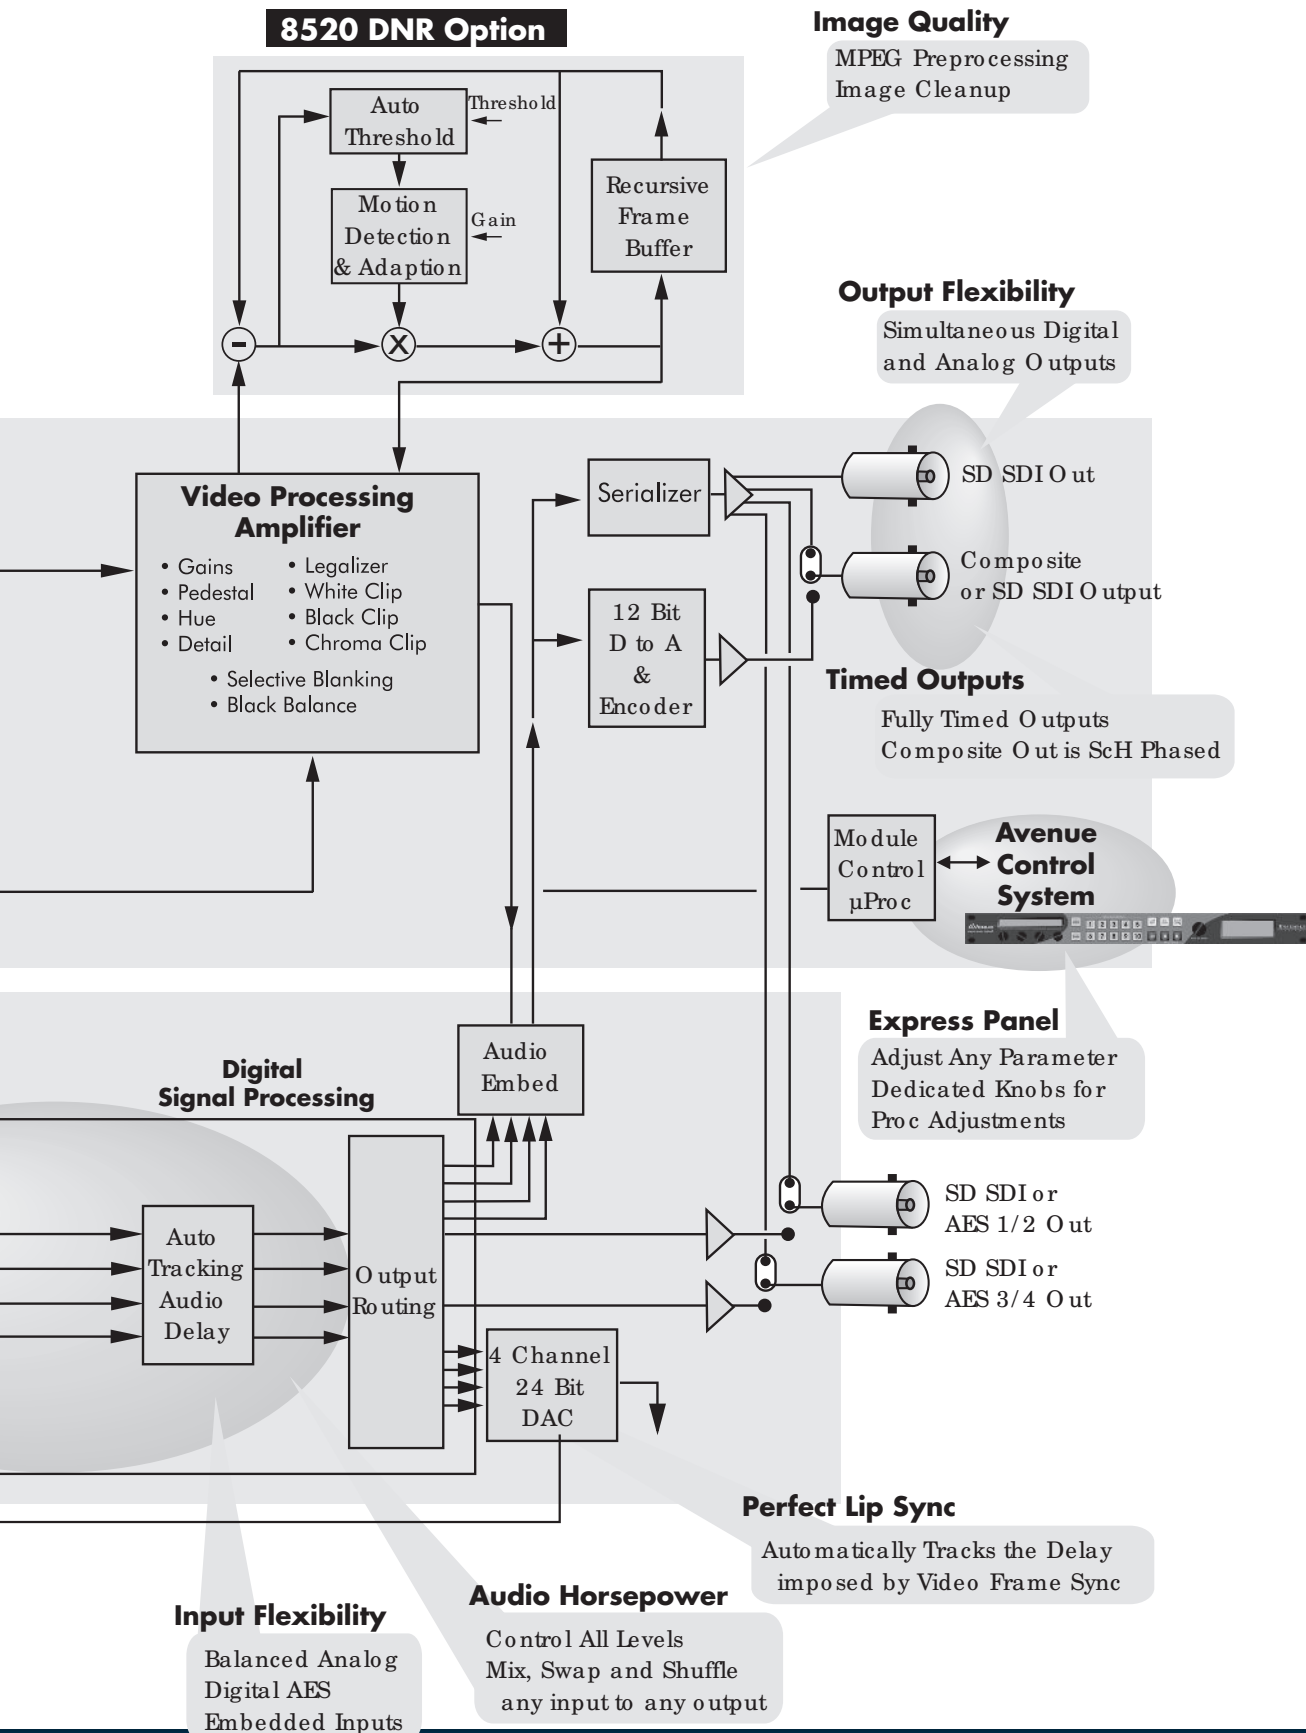 8520 DNR Option
Image Quality
MPEG Preprocessing
Image Cleanup
Auto
Threshold
Threshold
Motion
Detection
& Adaption
Gain
Recursive
Frame
Buffer
-
X
+
Output Flexibility
Simultaneous Digital
and Analog Outputs
Video Processing
Amplifier
• Gains
• Pedestal
• Hue
• Detail
• Legalizer
• White Clip
• Black Clip
• Chroma Clip
• Selective Blanking
• Black Balance
Serializer
12 Bit
D to A
&
Encoder
SD SDI Out
Composite
or SD SDI Output
Timed Outputs
Fully Timed Outputs
Composite Out is ScH Phased
Module
Control
µProc
Avenue
Control
System
Express Panel
Adjust Any Parameter
Dedicated Knobs for
Proc Adjustments
Audio
Embed
Digital
Signal Processing
Auto
Tracking
Audio
Delay
Output
Routing
SD SDI or
AES 1/2 Out
SD SDI or
AES 3/4 Out
4 Channel
24 Bit
DAC
Perfect Lip Sync
Automatically Tracks the Delay
imposed by Video Frame Sync
Audio Horsepower
Control All Levels
Mix, Swap and Shuffle
any input to any output
Input Flexibility
Balanced Analog
Digital AES
Embedded Inputs